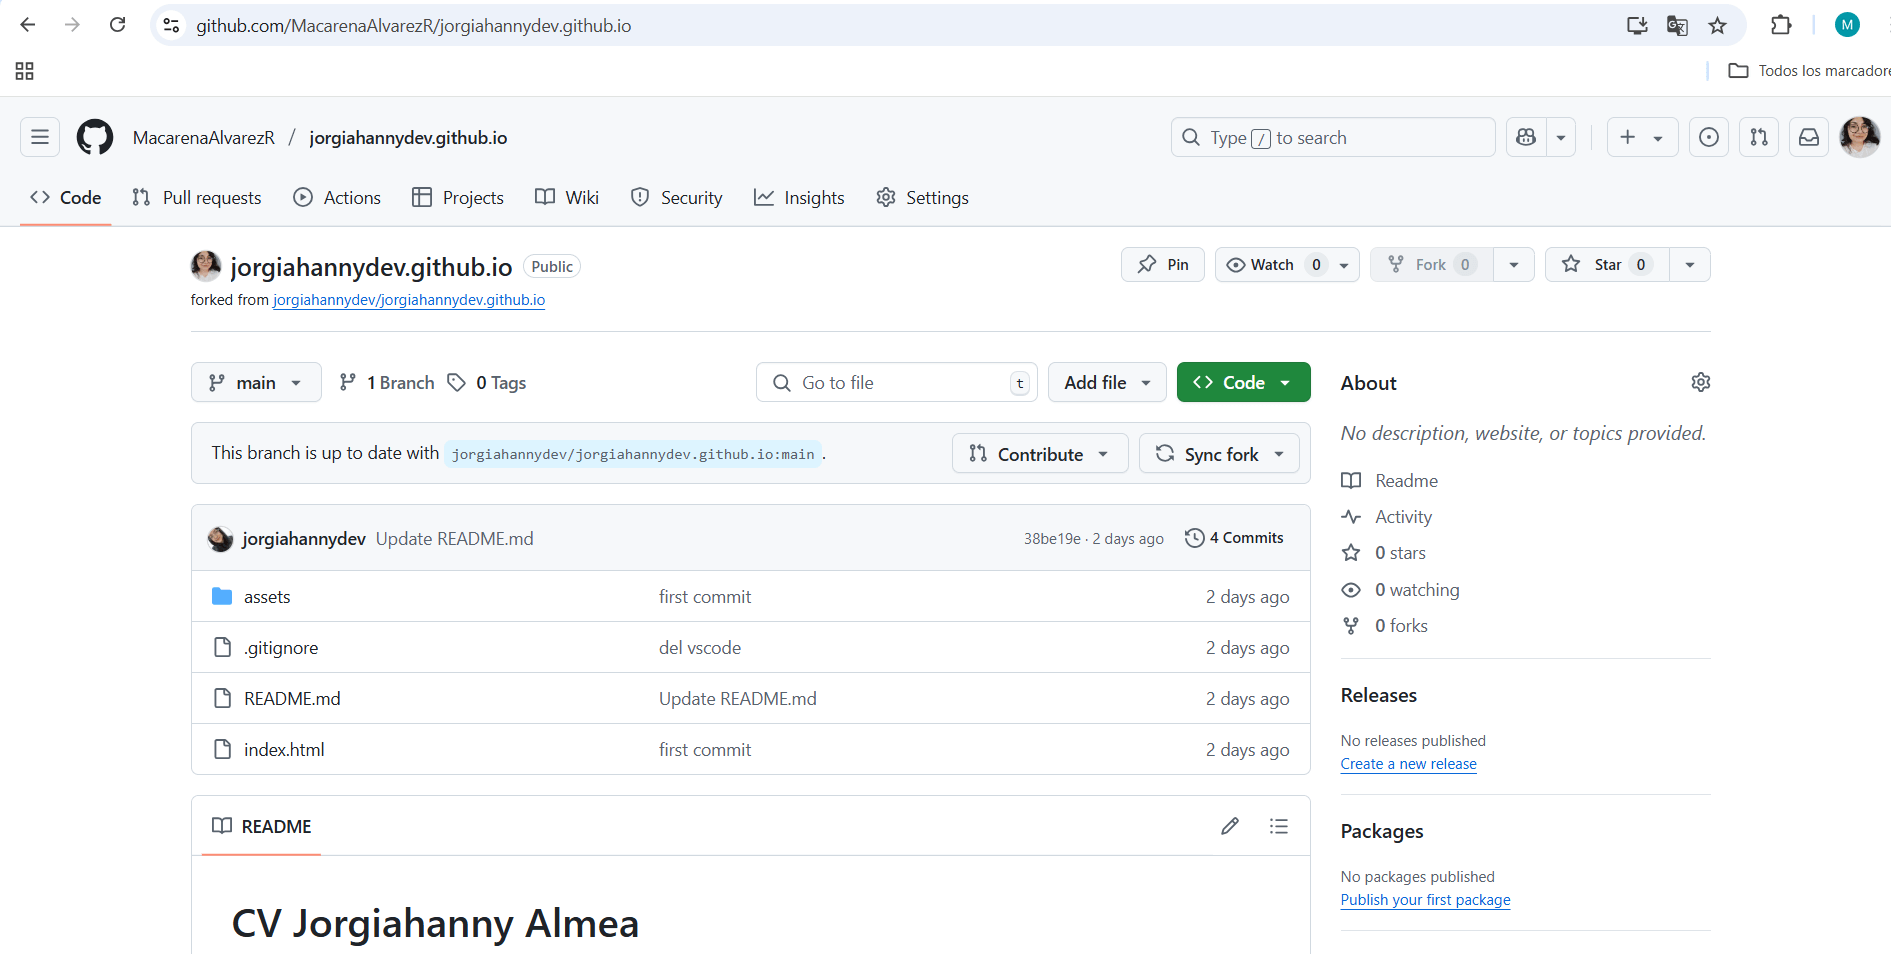 github.com/MacarenaAlvarezR/jorgiahannydev.github.io
M
Todos los marcadore
MacarenaAlvarezR / jorgiahannydev.github.io
Type / to search
Code Pull requests Actions Projects Wiki Security Insights Settings
jorgiahannydev.github.io Public
Pin Watch 0 Fork 0 Star 0
forked from jorgiahannydev/jorgiahannydev.github.io
main 1 Branch 0 Tags Go to file t Add file Code
This branch is up to date with jorgiahannydev/jorgiahannydev.github.io:main . Contribute Sync fork
jorgiahannydev Update README.md 38be19e · 2 days ago 4 Commits
assets first commit 2 days ago
.gitignore del vscode 2 days ago
README.md Update README.md 2 days ago
index.html first commit 2 days ago
README
CV Jorgiahanny Almea
About
No description, website, or topics provided.
Readme
Activity
0 stars
0 watching
0 forks
Releases
No releases published
Create a new release
Packages
No packages published
Publish your first package